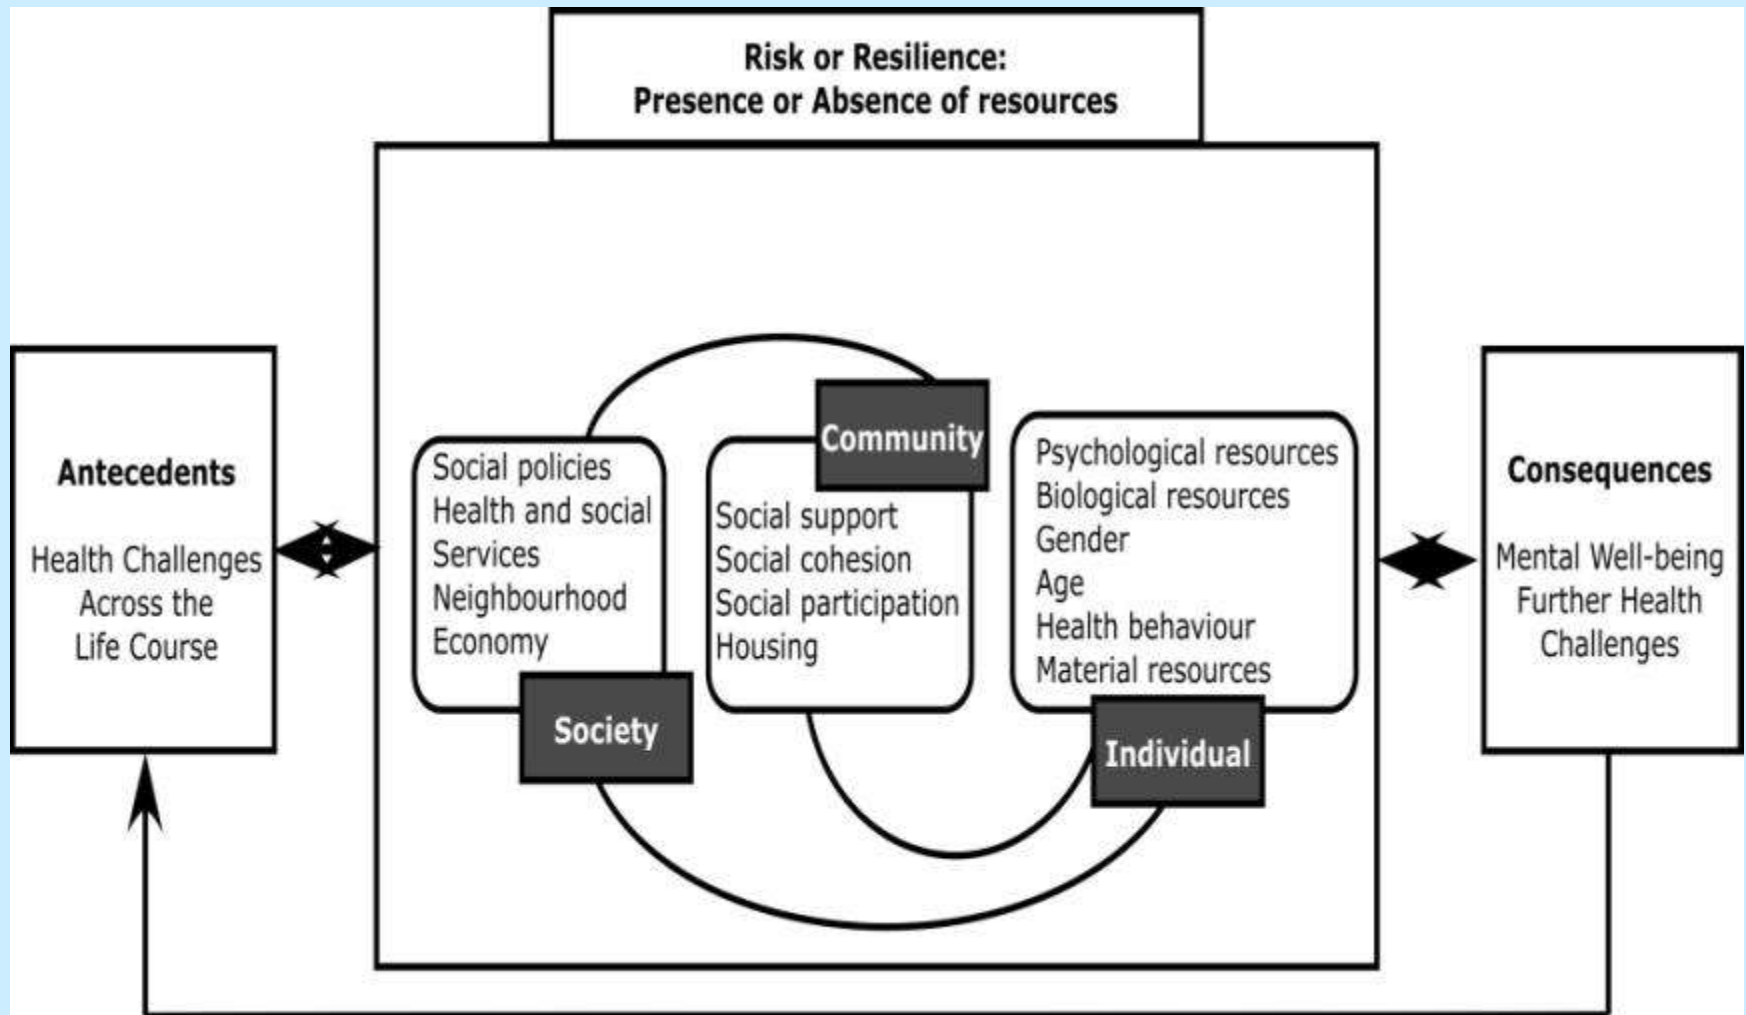 Risk or Resilience:
Presence or Absence of resources
Antecedents
Health Challenges
Across the
Life Course
Social policies
Health and social
Services
Neighbourhood
Economy
Society
Community
Social support
Social cohesion
Social participation
Housing
Psychological resources
Biological resources
Gender
Age
Health behaviour
Material resources
Individual
Consequences
Mental Well-being
Further Health
Challenges